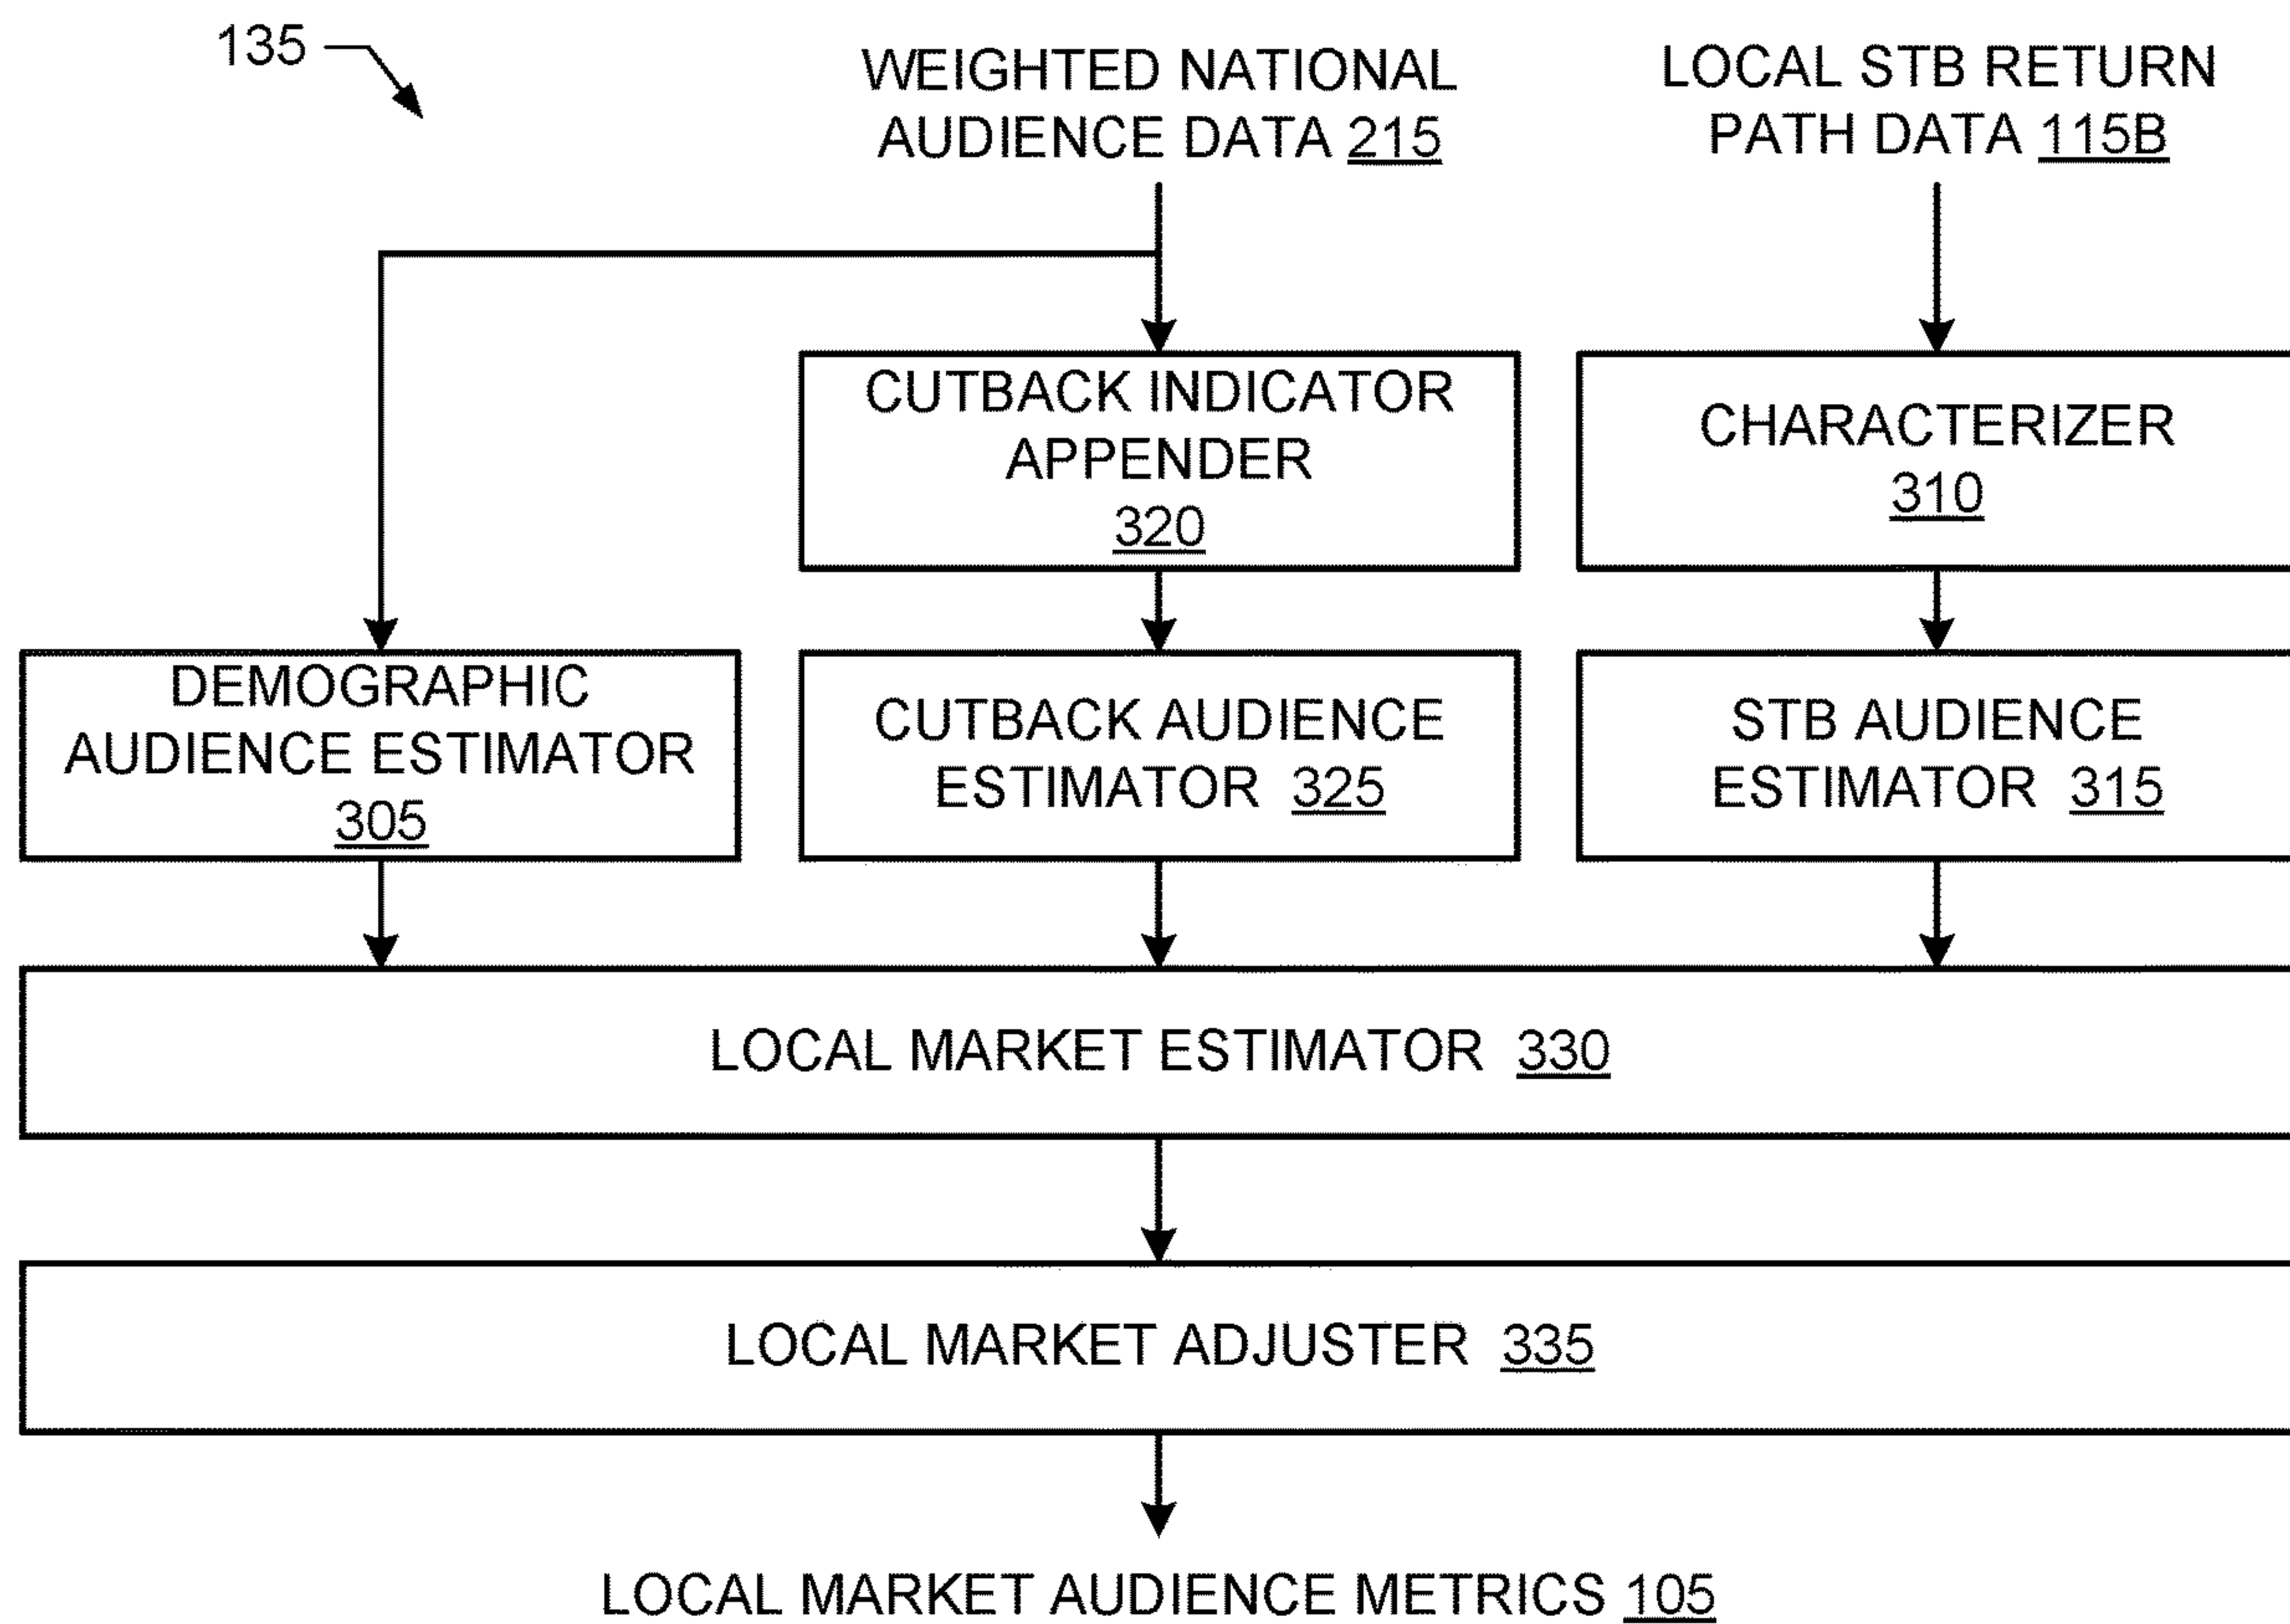 135
WEIGHTED NATIONAL
AUDIENCE DATA 215
LOCAL STB RETURN
PATH DATA 115B
CUTBACK INDICATOR
APPENDER
320
CHARACTERIZER
310
DEMOGRAPHIC
AUDIENCE ESTIMATOR
305
CUTBACK AUDIENCE
ESTIMATOR 325
STB AUDIENCE
ESTIMATOR 315
LOCAL MARKET ESTIMATOR 330
LOCAL MARKET ADJUSTER 335
LOCAL MARKET AUDIENCE METRICS 105